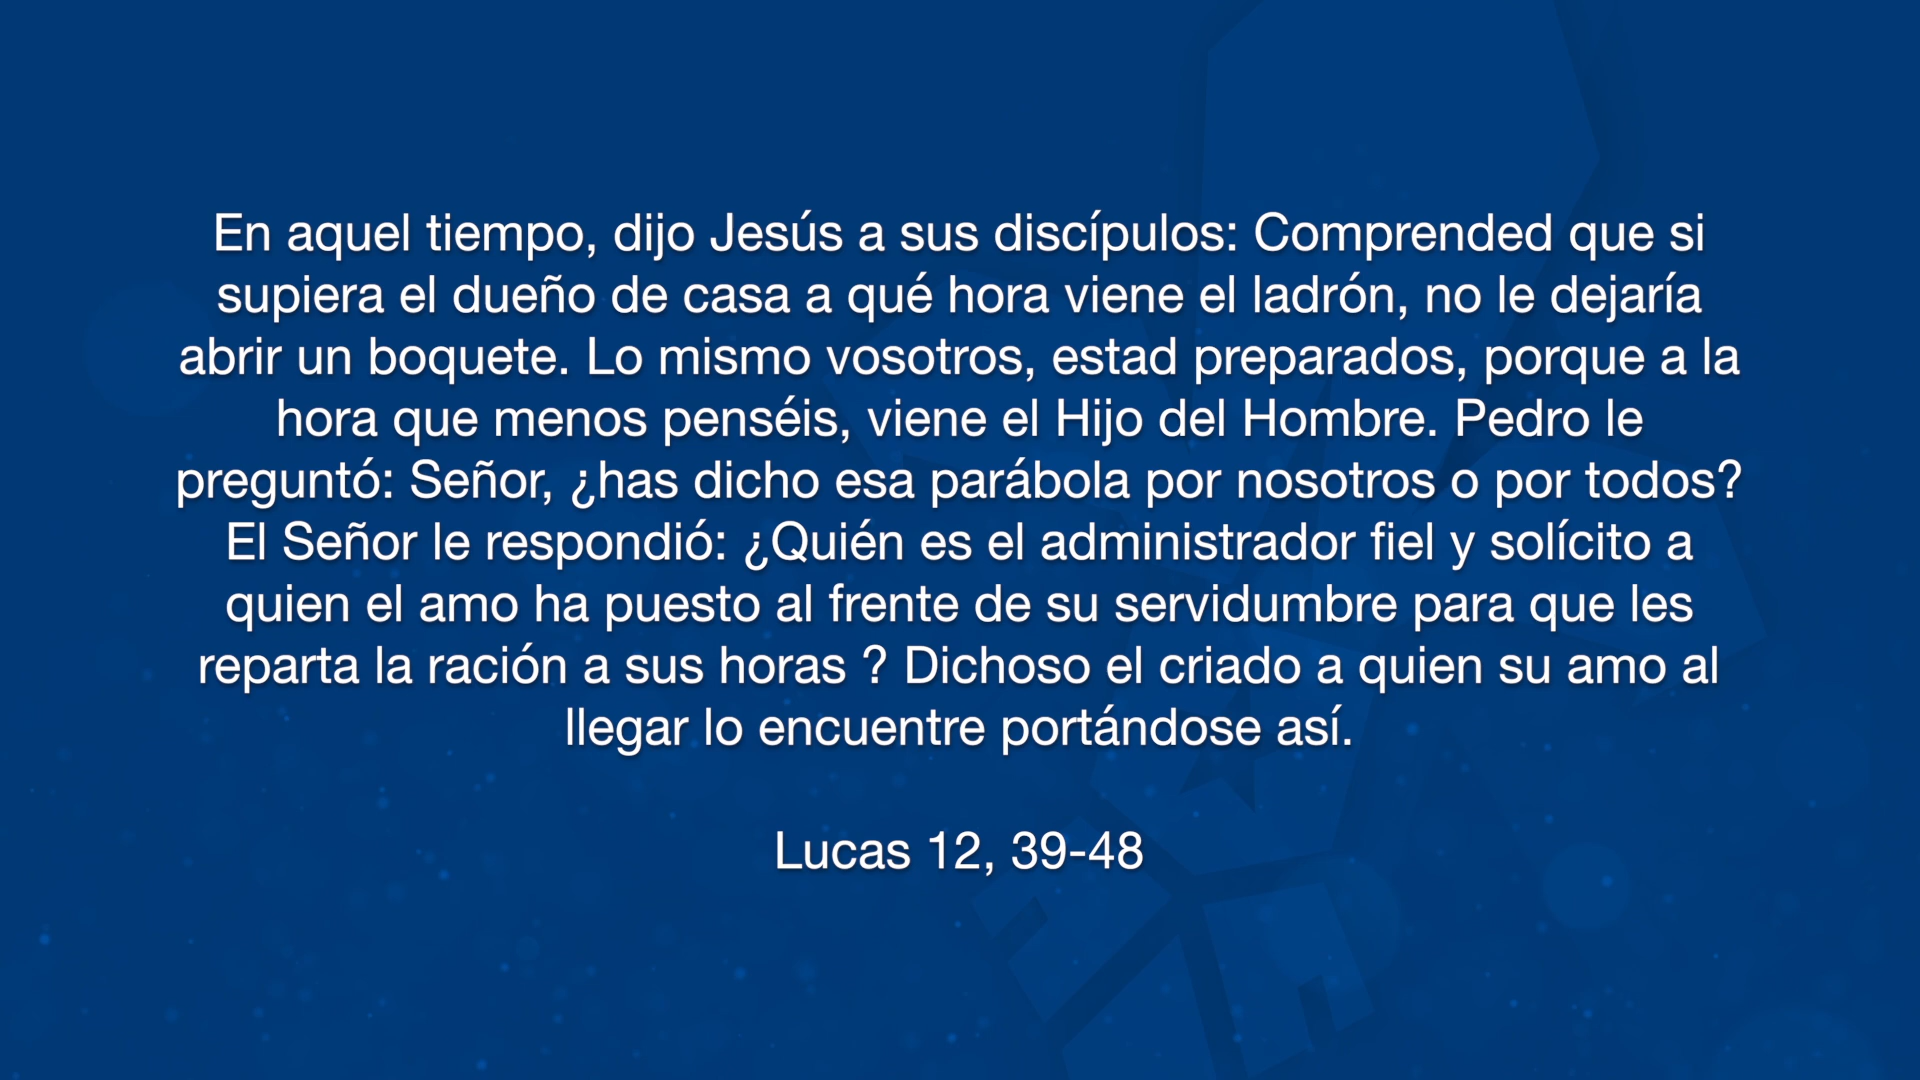 En aquel tiempo, dijo Jesús a sus discípulos: Comprended que si
supiera el dueño de casa a qué hora viene el ladrón, no le dejaría
abrir un boquete. Lo mismo vosotros, estad preparados, porque a la
hora que menos penséis, viene el Hijo del Hombre. Pedro le
preguntó: Señor, ¿has dicho esa parábola por nosotros o por todos?
El Señor le respondió: ¿Quién es el administrador fiel y solícito a
quien el amo ha puesto al frente de su servidumbre para que les
reparta la ración a sus horas ? Dichoso el criado a quien su amo al
llegar lo encuentre portándose así.
Lucas 12, 39-48